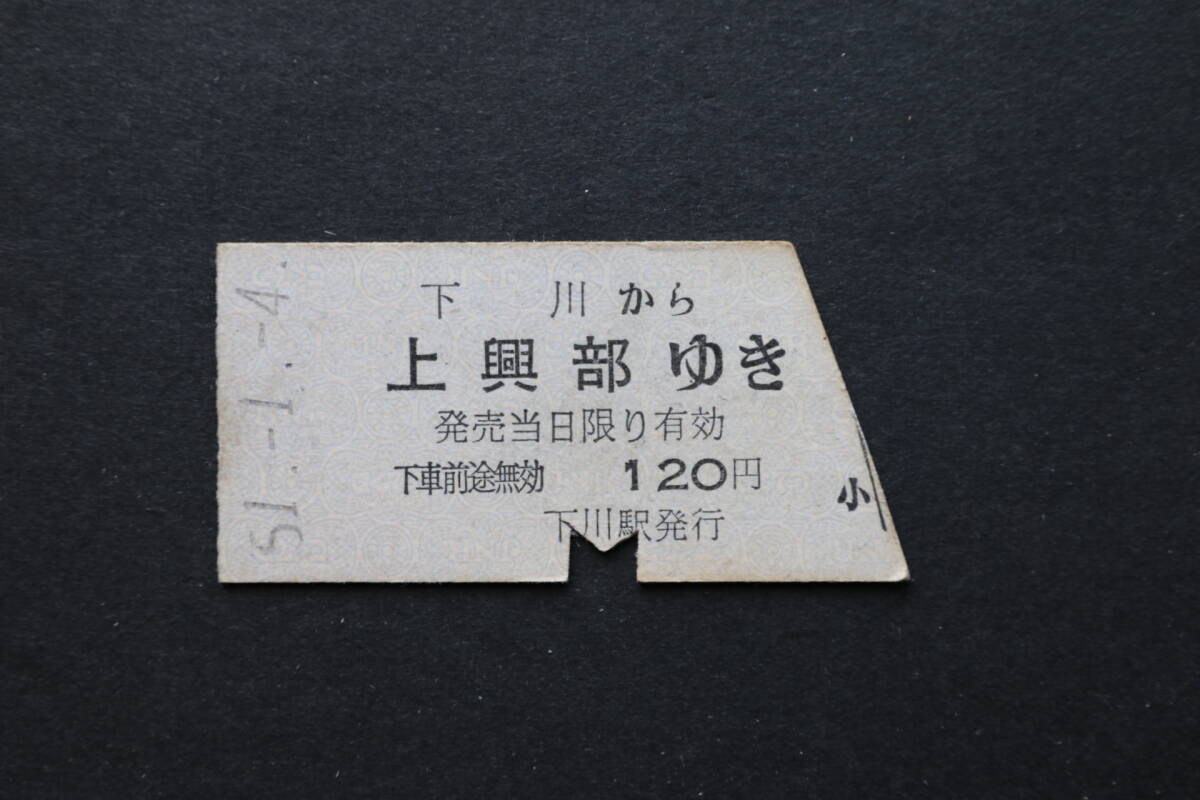 下川から
上興部ゆき
発売当日限り有効
下車前途無効 120円
下川駅発行
小
51.-1.-4.